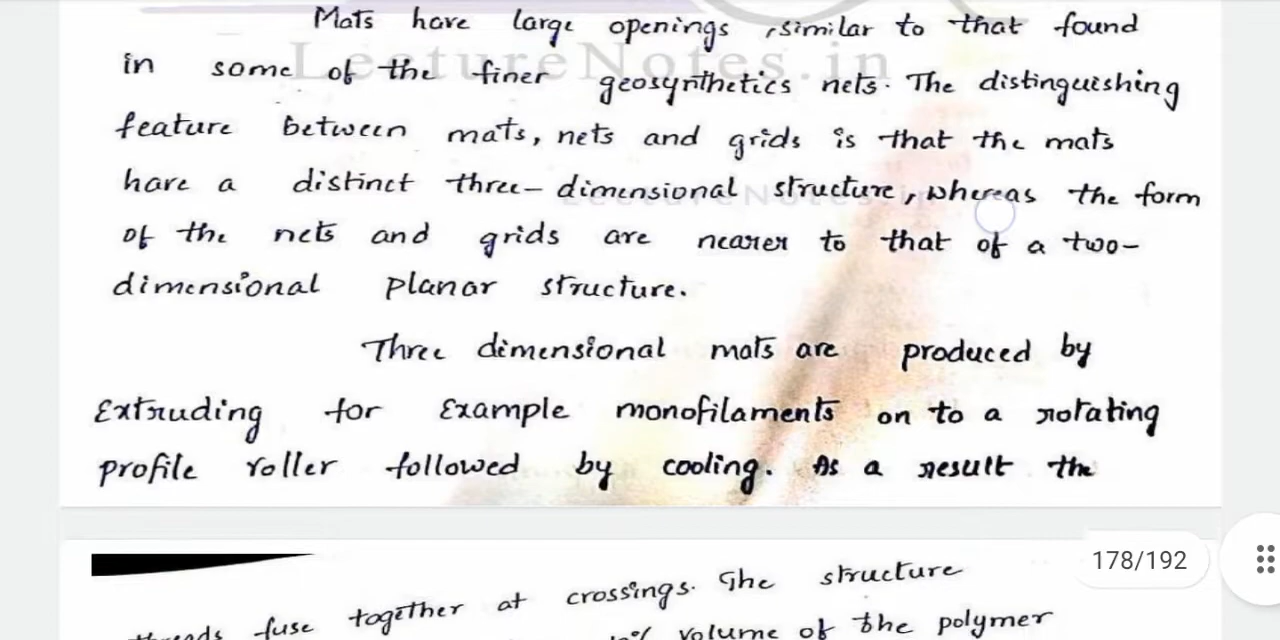 Mats have large openings, similar to that found
LectureNotes.in
in some of the finer geosynthetics nets. The distinguishing
feature between mats, nets and grids is that the mats
have a distinct three-dimensional structure, whereas the form
of the nets and grids are nearer to that of a two-
dimensional planar structure.
Three dimensional mats are produced by
Extruding for Example monofilaments on to a rotating
profile roller followed by cooling. As a result the
178/192
fuse together at crossings. The structure
volume of the polymer